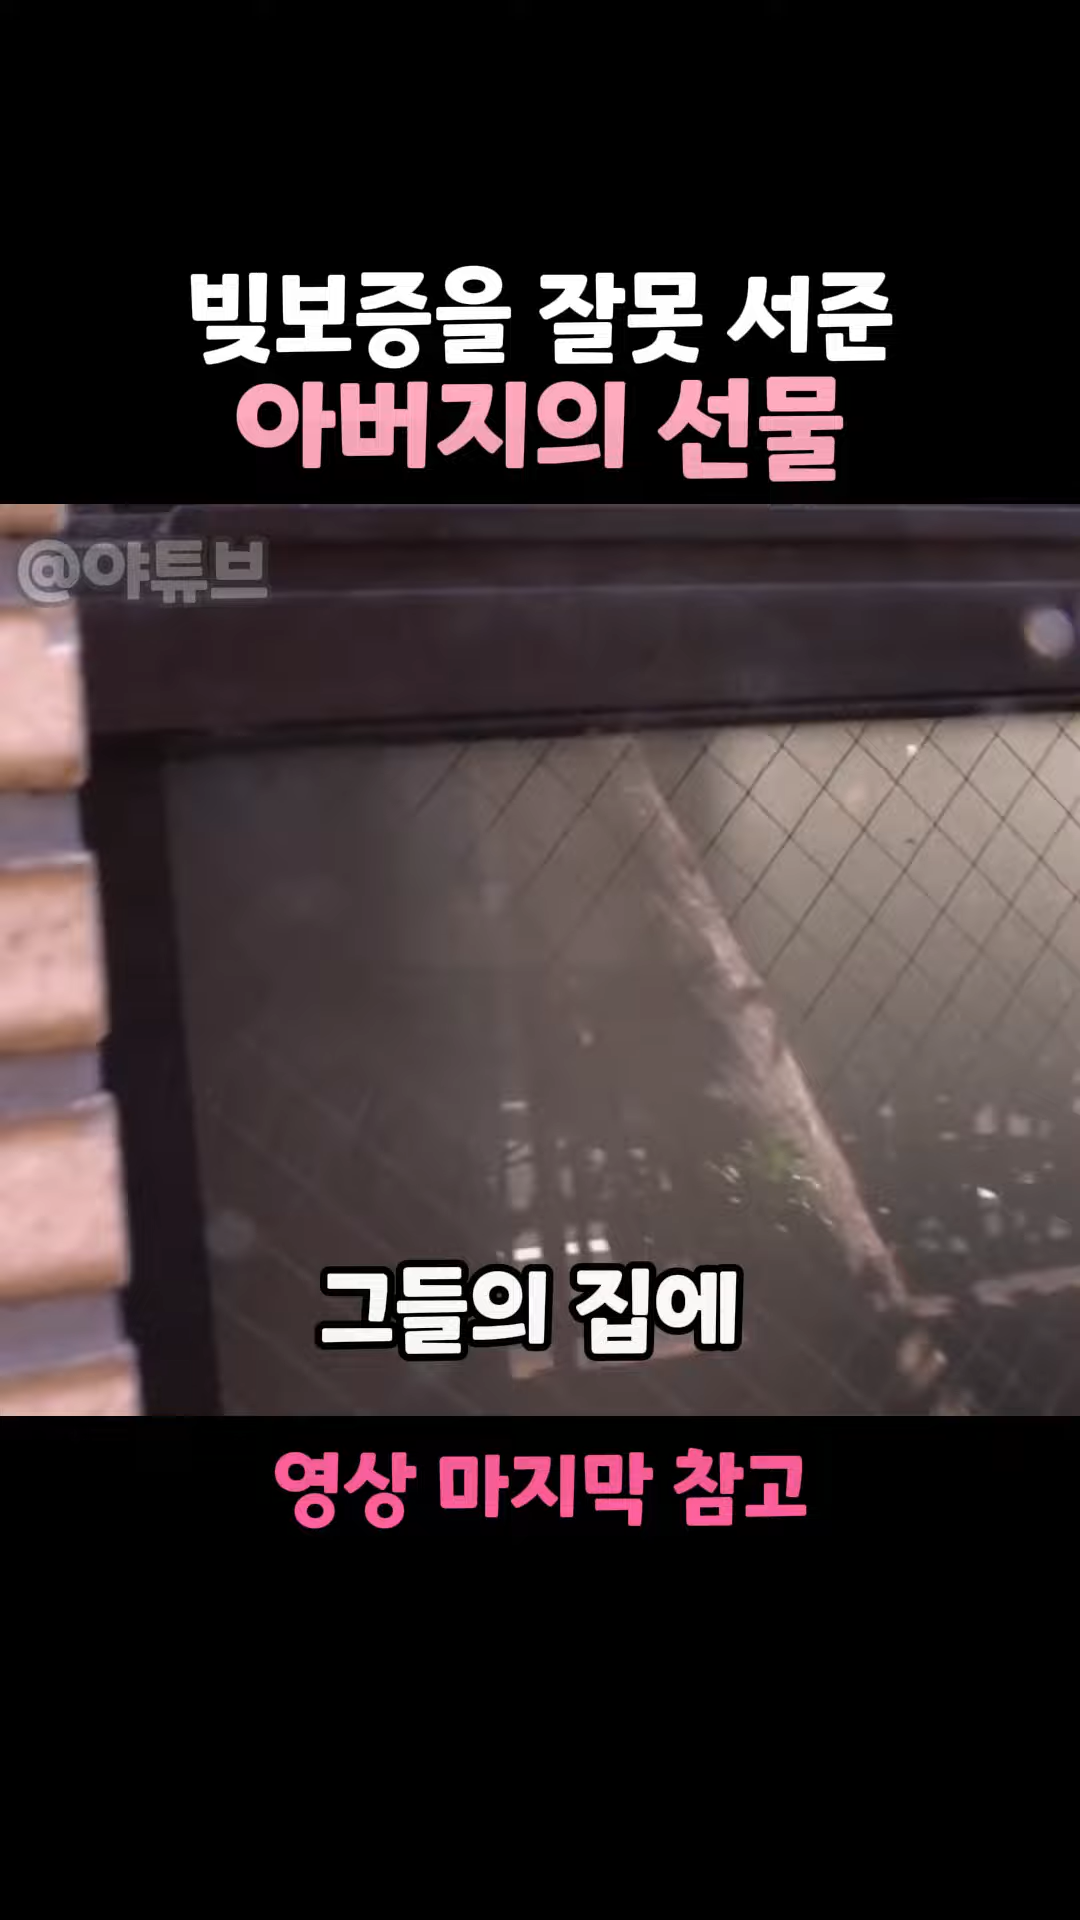 빚보증을 잘못 서준
아버지의 선물
@야튜브
그들의 집에
영상 마지막 참고